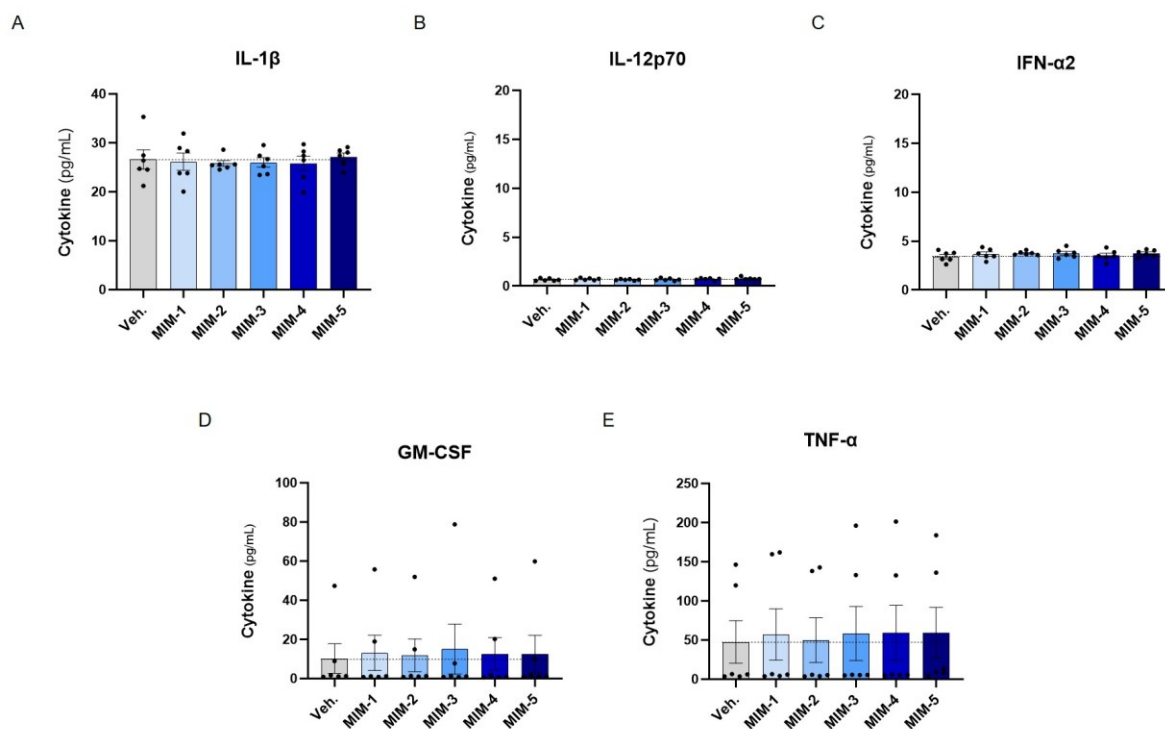 A
IL-1β
Cytokine (pg/mL)
40
30
20
10
0
Veh.
MIM-1
MIM-2
MIM-3
MIM-4
MIM-5
B
IL-12p70
Cytokine (pg/mL)
20
15
10
5
0
Veh.
MIM-1
MIM-2
MIM-3
MIM-4
MIM-5
C
IFN-α2
Cytokine (pg/mL)
20
15
10
5
0
Veh.
MIM-1
MIM-2
MIM-3
MIM-4
MIM-5
D
GM-CSF
Cytokine (pg/mL)
100
80
60
40
20
0
Veh.
MIM-1
MIM-2
MIM-3
MIM-4
MIM-5
E
TNF-α
Cytokine (pg/mL)
250
200
150
100
50
0
Veh.
MIM-1
MIM-2
MIM-3
MIM-4
MIM-5